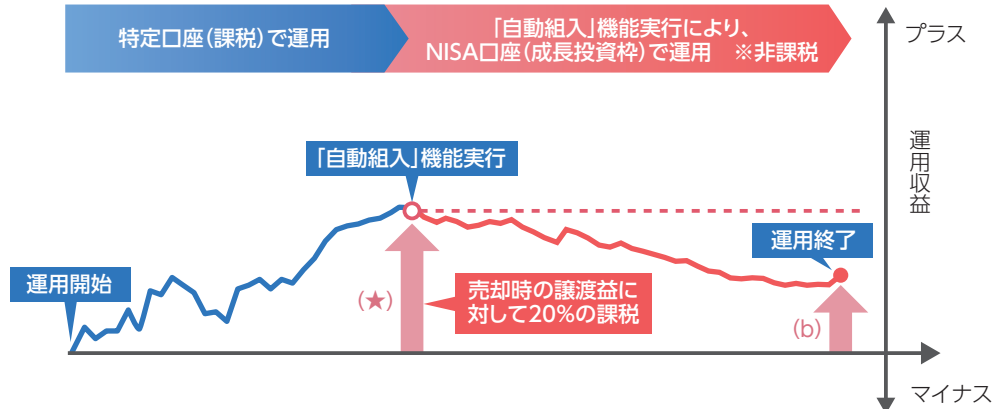 特定口座(課税)で運用
「自動組入」機能実行により、
NISA口座(成長投資枠)で運用　※非課税
プラス
運用収益
「自動組入」機能実行
運用終了
運用開始
(★)
売却時の譲渡益に
対して20%の課税
(b)
マイナス